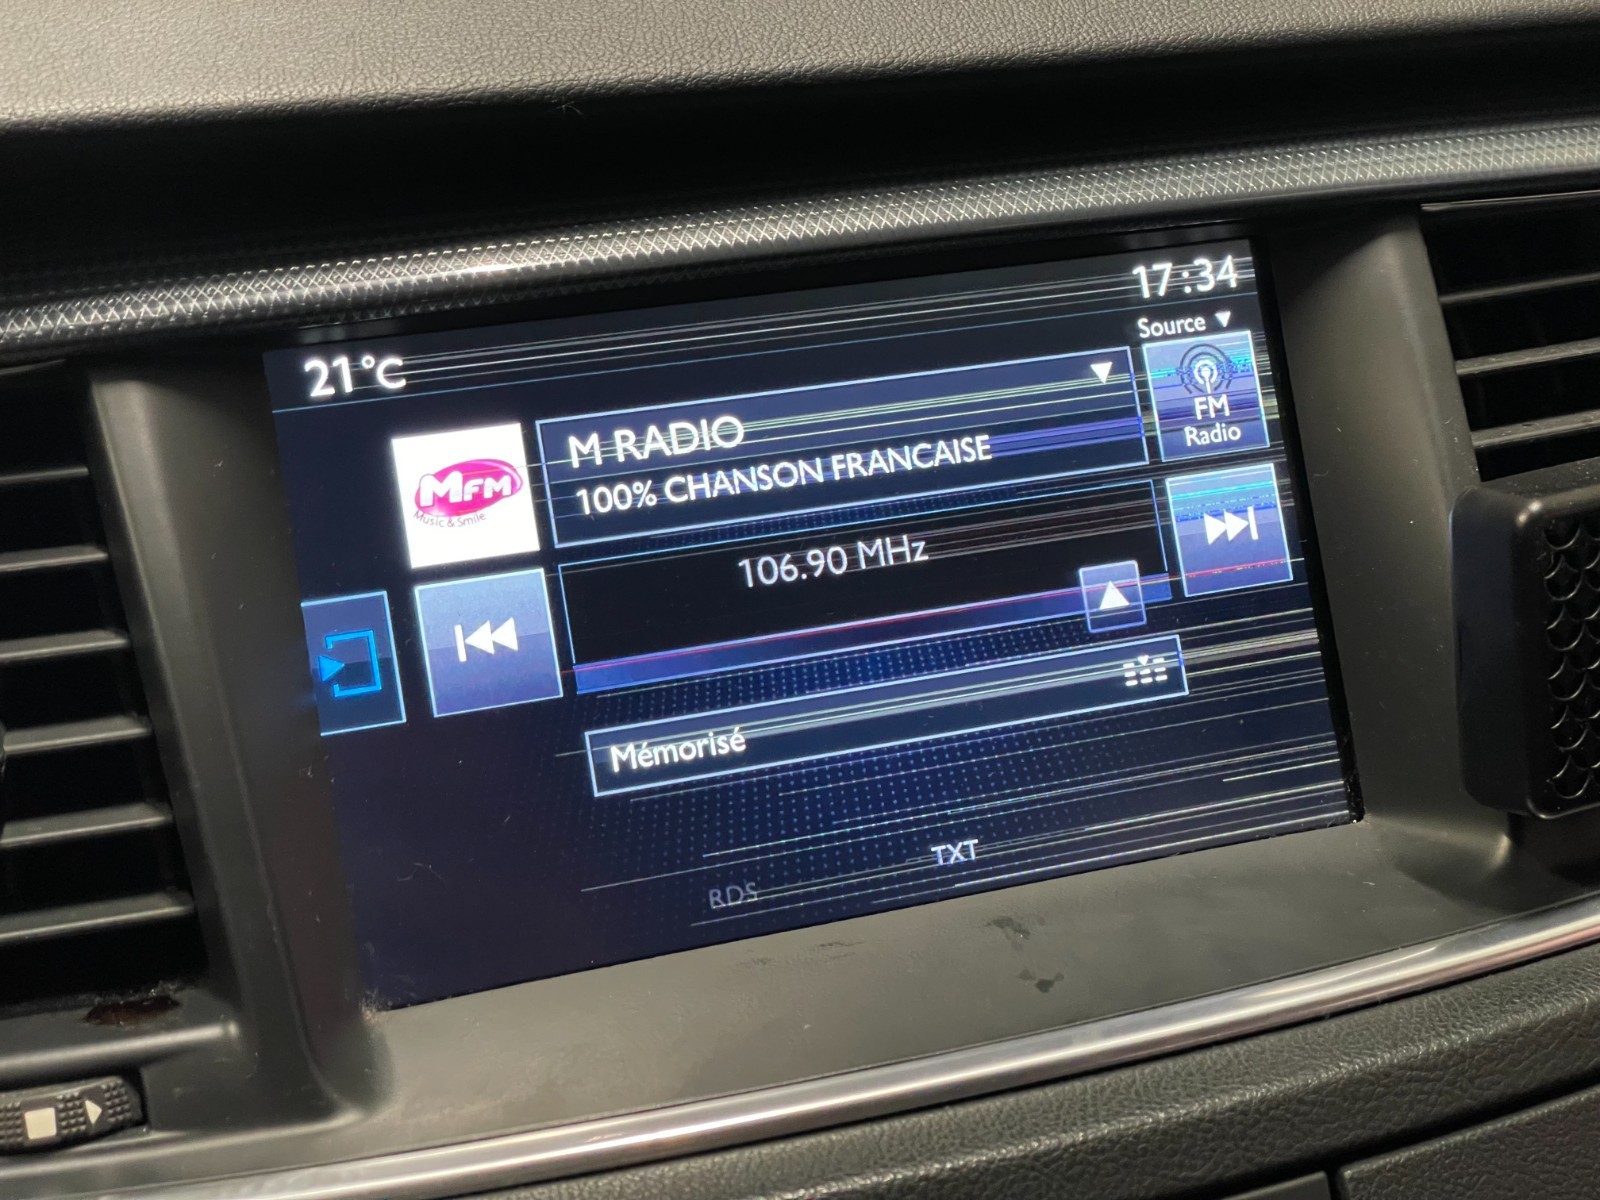 17:34
21°C
Source
M RADIO
FM
Radio
100% CHANSON FRANCAISE
MFM
Music & Smile
106.90 MHz
Mémorisé
TXT
RDS